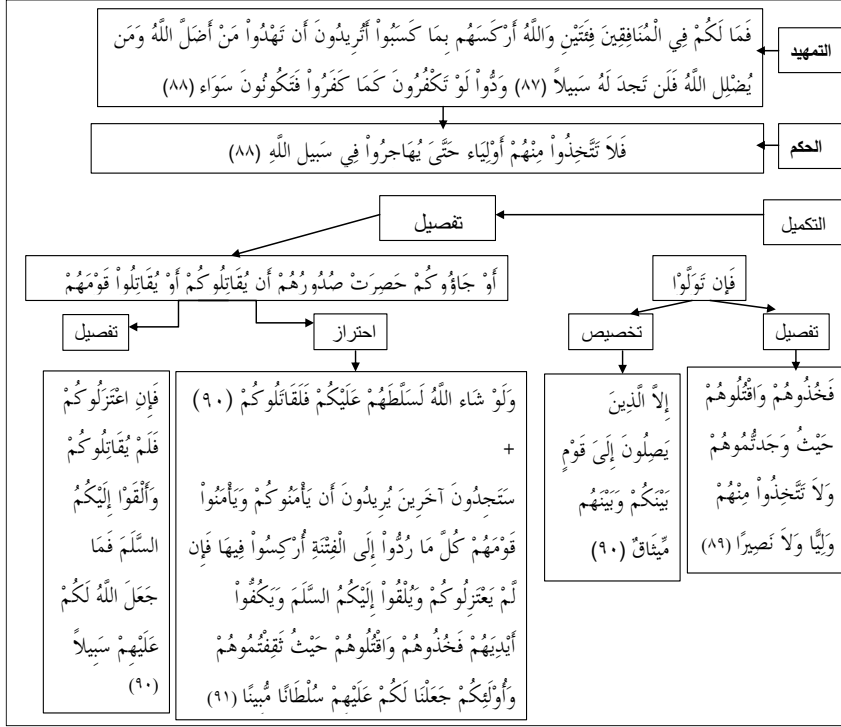 التمهيد
فَمَا لَكُمْ فِي الْمُنَافِقِينَ فِئَتَيْنِ وَاللَّهُ أَرْكَسَهُم بِمَا كَسَبُواْ أَتُرِيدُونَ أَن تَهْدُواْ مَنْ أَضَلَّ اللَّهُ وَمَن
يُضْلِلِ اللَّهُ فَلَن تَجِدَ لَهُ سَبِيلاً (٨٧) وَدُّواْ لَوْ تَكْفُرُونَ كَمَا كَفَرُواْ فَتَكُونُونَ سَوَاء (٨٨)
الحكم
فَلاَ تَتَّخِذُواْ مِنْهُمْ أَوْلِيَاء حَتَّىَ يُهَاجِرُواْ فِي سَبِيلِ اللَّهِ (٨٨)
التكميل
تفصيل
فَإِن تَوَلَّوْا
أَوْ جَاؤُوكُمْ حَصِرَتْ صُدُورُهُمْ أَن يُقَاتِلُوكُمْ أَوْ يُقَاتِلُواْ قَوْمَهُمْ
تفصيل
تخصيص
احتراز
تفصيل
فَخُذُوهُمْ وَاقْتُلُوهُمْ
حَيْثُ وَجَدتُّمُوهُمْ
وَلاَ تَتَّخِذُواْ مِنْهُمْ
وَلِيًّا وَلاَ نَصِيرًا (٨٩)
إِلاَّ الَّذِينَ
يَصِلُونَ إِلَىَ قَوْمٍ
بَيْنَكُمْ وَبَيْنَهُم
مِّيثَاقٌ (٩٠)
وَلَوْ شَاء اللَّهُ لَسَلَّطَهُمْ عَلَيْكُمْ فَلَقَاتَلُوكُمْ (٩٠)
+
سَتَجِدُونَ آخَرِينَ يُرِيدُونَ أَن يَأْمَنُوكُمْ وَيَأْمَنُواْ
قَوْمَهُمْ كُلَّ مَا رُدُّواْ إِلَى الْفِتْنَةِ أُرْكِسُواْ فِيهَا فَإِن
لَّمْ يَعْتَزِلُوكُمْ وَيُلْقُواْ إِلَيْكُمُ السَّلَمَ وَيَكُفُّواْ
أَيْدِيَهُمْ فَخُذُوهُمْ وَاقْتُلُوهُمْ حَيْثُ ثَقِفْتُمُوهُمْ
وَأُوْلَئِكُمْ جَعَلْنَا لَكُمْ عَلَيْهِمْ سُلْطَانًا مُّبِينًا (٩١)
فَإِنِ اعْتَزَلُوكُمْ
فَلَمْ يُقَاتِلُوكُمْ
وَأَلْقَوْا إِلَيْكُمُ
السَّلَمَ فَمَا
جَعَلَ اللَّهُ لَكُمْ
عَلَيْهِمْ سَبِيلاً
(٩٠)